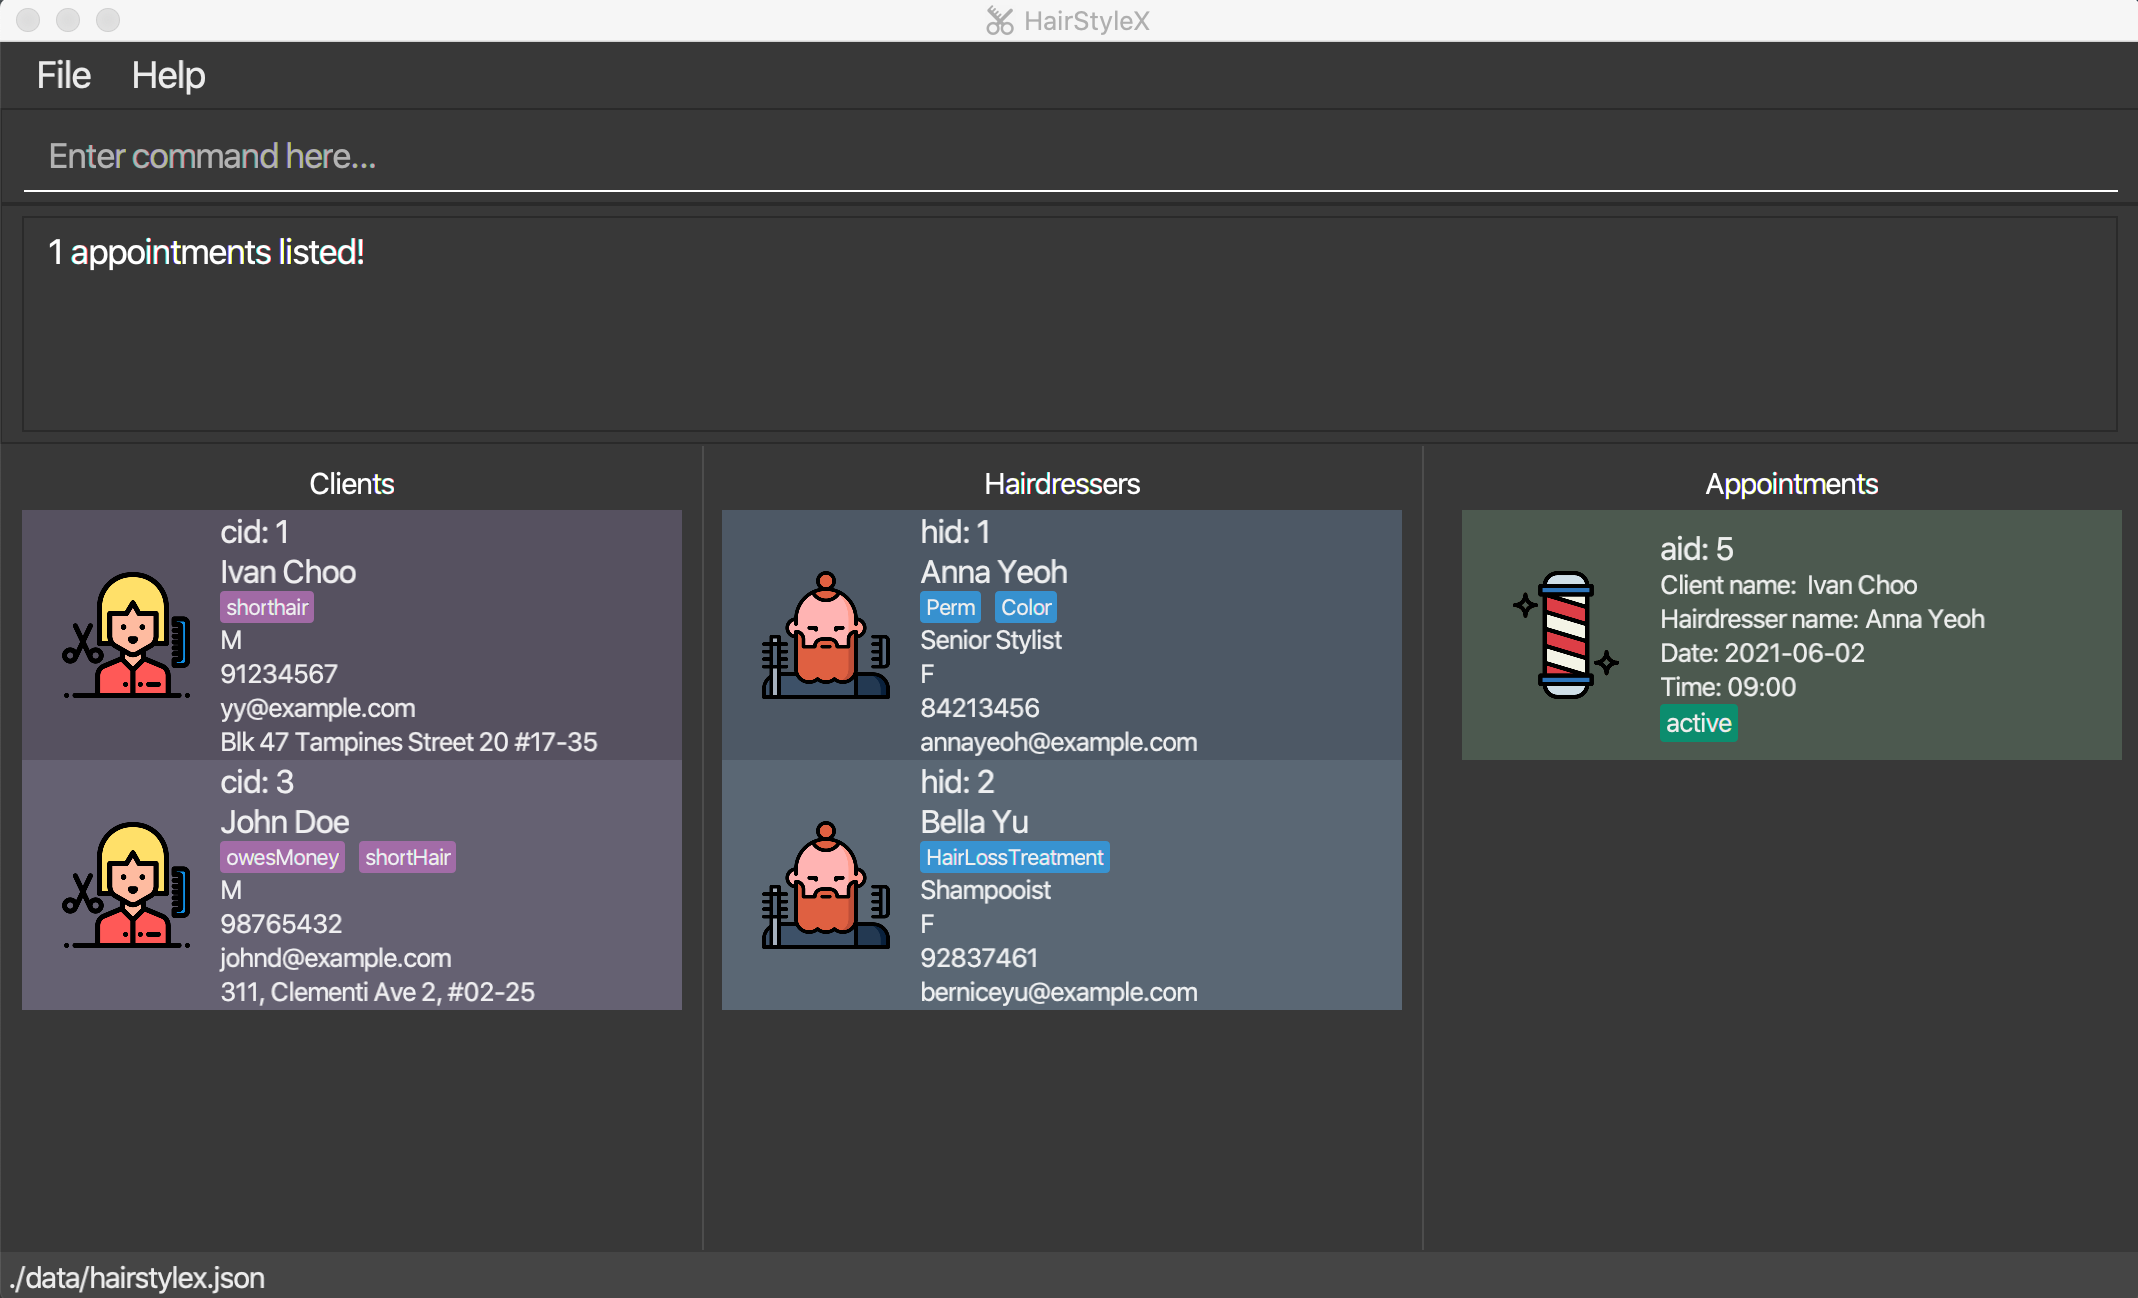 HairStyleX
File Help
Enter command here...
1 appointments listed!
Clients
cid: 1
Ivan Choo
shorthair
M
91234567
yy@example.com
Blk 47 Tampines Street 20 #17-35
cid: 3
John Doe
owesMoney shortHair
M
98765432
johnd@example.com
311, Clementi Ave 2, #02-25
Hairdressers
hid: 1
Anna Yeoh
Perm Color
Senior Stylist
F
84213456
annayeoh@example.com
hid: 2
Bella Yu
HairLossTreatment
Shampooist
F
92837461
berniceyu@example.com
Appointments
aid: 5
Client name: Ivan Choo
Hairdresser name: Anna Yeoh
Date: 2021-06-02
Time: 09:00
active
./data/hairstylex.json